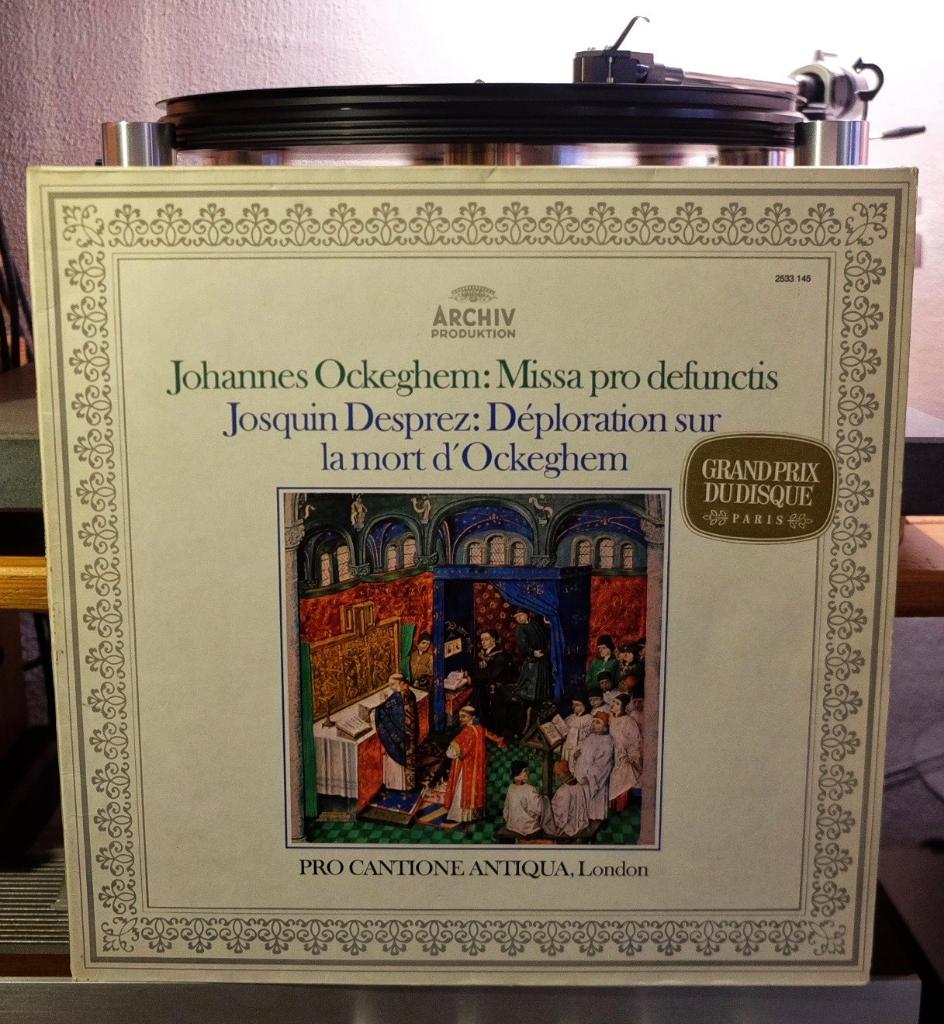 2533 145
ARCHIV
PRODUKTION
Johannes Ockeghem: Missa pro defunctis
Josquin Desprez: Déploration sur
la mort d´Ockeghem
GRAND PRIX
DU DISQUE
PARIS
PRO CANTIONE ANTIQUA, London